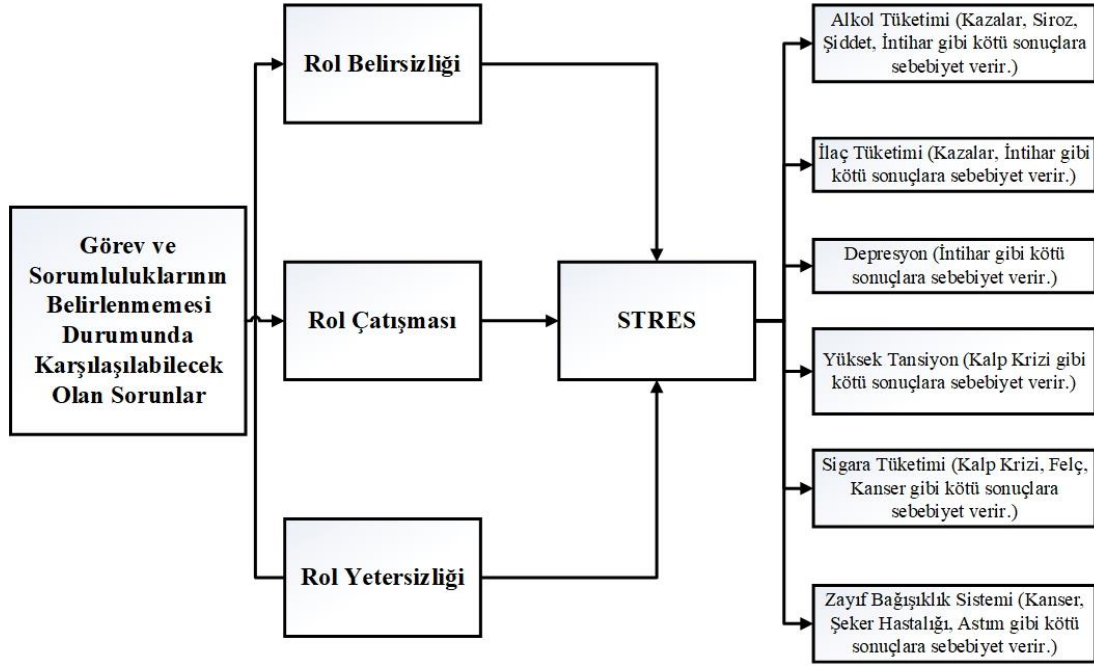 Görev ve
Sorumluluklarının
Belirlenmemesi
Durumunda
Karşılaşılabilecek
Olan Sorunlar
Rol Belirsizliği
Rol Çatışması
Rol Yetersizliği
STRES
Alkol Tüketimi (Kazalar, Siroz,
Şiddet, İntihar gibi kötü sonuçlara
sebebiyet verir.)
İlaç Tüketimi (Kazalar, İntihar gibi
kötü sonuçlara sebebiyet verir.)
Depresyon (İntihar gibi kötü
sonuçlara sebebiyet verir.)
Yüksek Tansiyon (Kalp Krizi gibi
kötü sonuçlara sebebiyet verir.)
Sigara Tüketimi (Kalp Krizi, Felç,
Kanser gibi kötü sonuçlara
sebebiyet verir.)
Zayıf Bağışıklık Sistemi (Kanser,
Şeker Hastalığı, Astım gibi kötü
sonuçlara sebebiyet verir.)